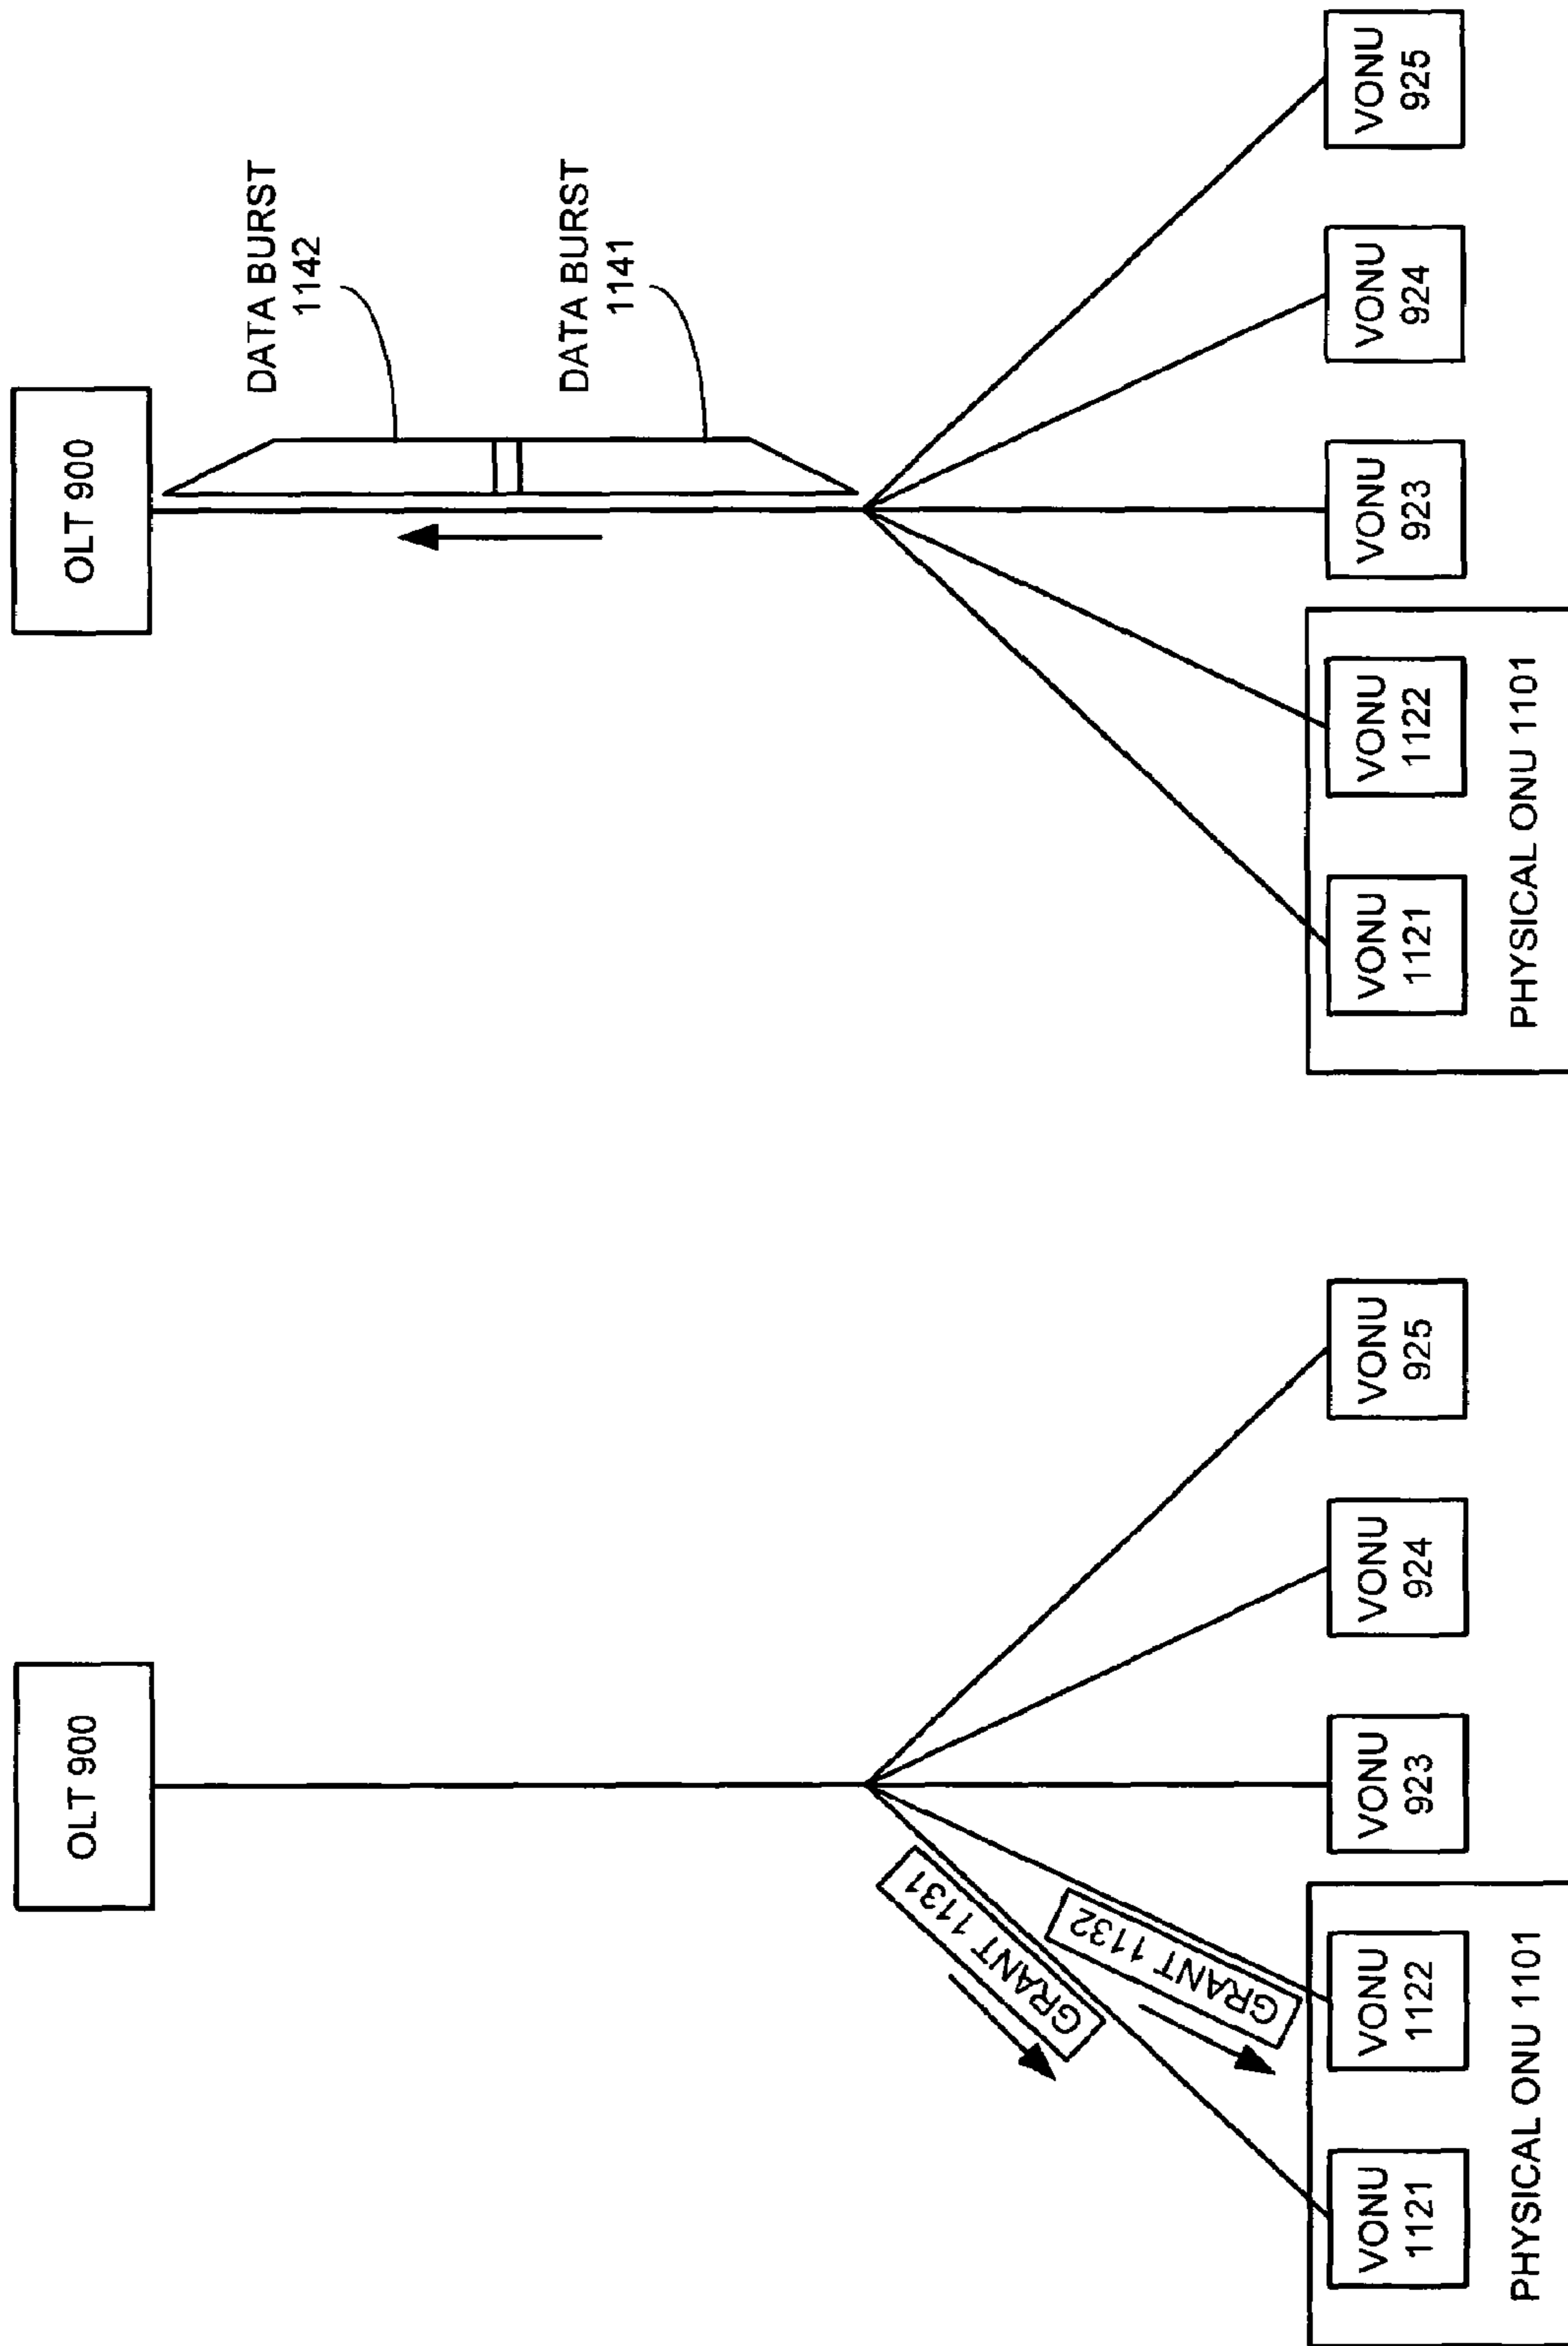 OLT 900
GRANT 1131
GRANT 1132
VONU
1121
VONU
1122
VONU
923
VONU
924
VONU
925
PHYSICAL ONU 1101
OLT 900
DATA BURST
1142
DATA BURST
1141
VONU
1121
VONU
1122
VONU
923
VONU
924
VONU
925
PHYSICAL ONU 1101